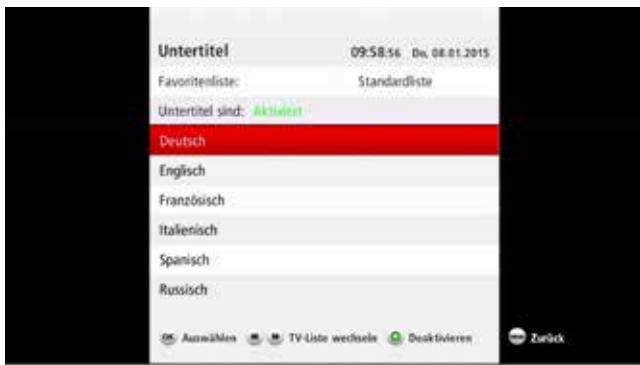 Untertitel 09:58:56 Do, 08.01.2015
Favoritenliste: Standardliste
Untertitel sind: Aktiviert
Deutsch
Englisch
Französisch
Italienisch
Spanisch
Russisch
OK Auswählen TV-Liste wechseln Deaktivieren Zurück